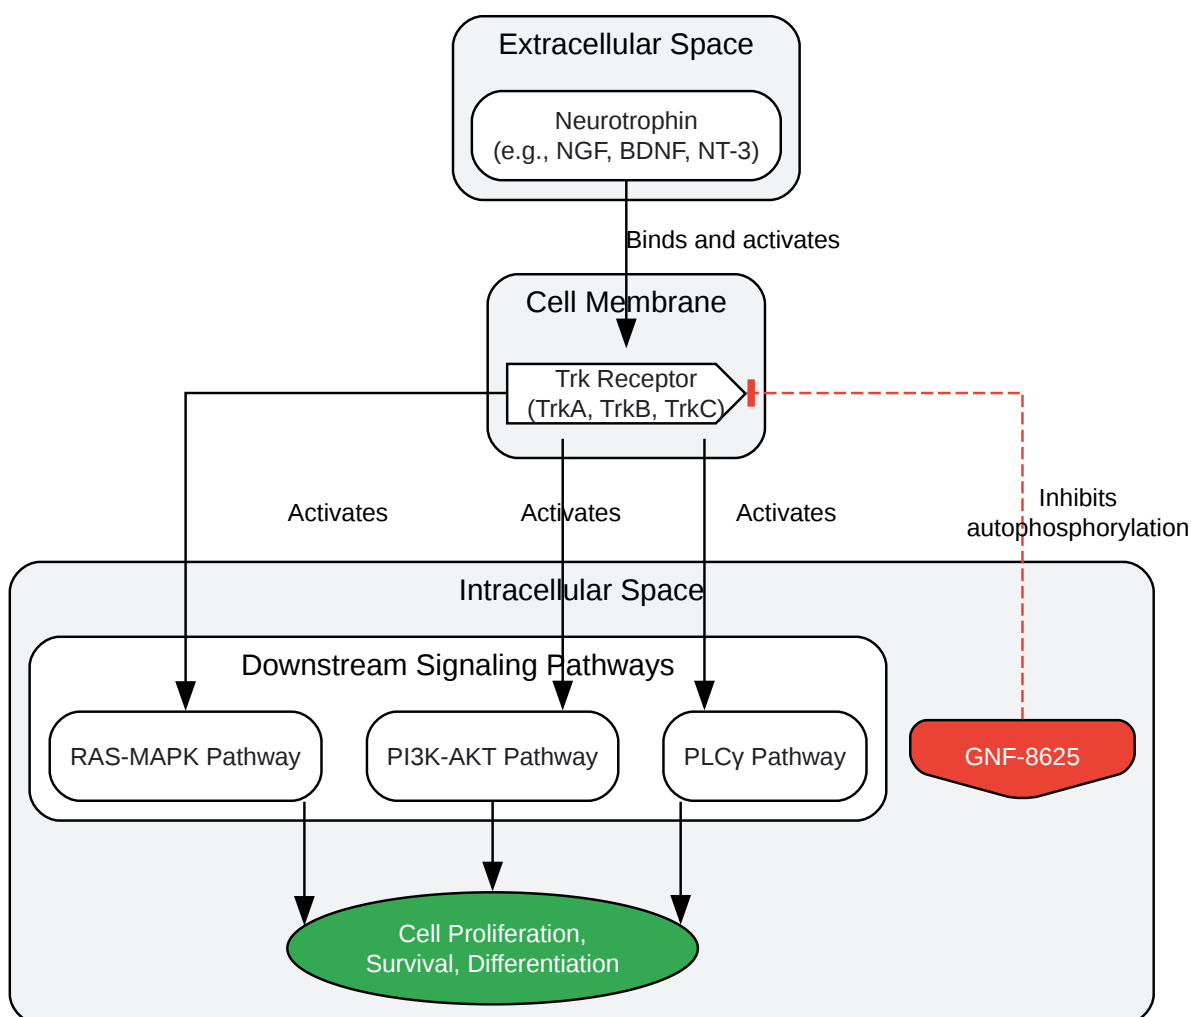 Extracellular Space
Neurotrophin
(e.g., NGF, BDNF, NT-3)
Binds and activates
Cell Membrane
Trk Receptor
(TrkA, TrkB, TrkC)
Activates
Activates
Activates
Inhibits
autophosphorylation
Intracellular Space
Downstream Signaling Pathways
RAS-MAPK Pathway
PI3K-AKT Pathway
PLCγ Pathway
GNF-8625
Cell Proliferation,
Survival, Differentiation